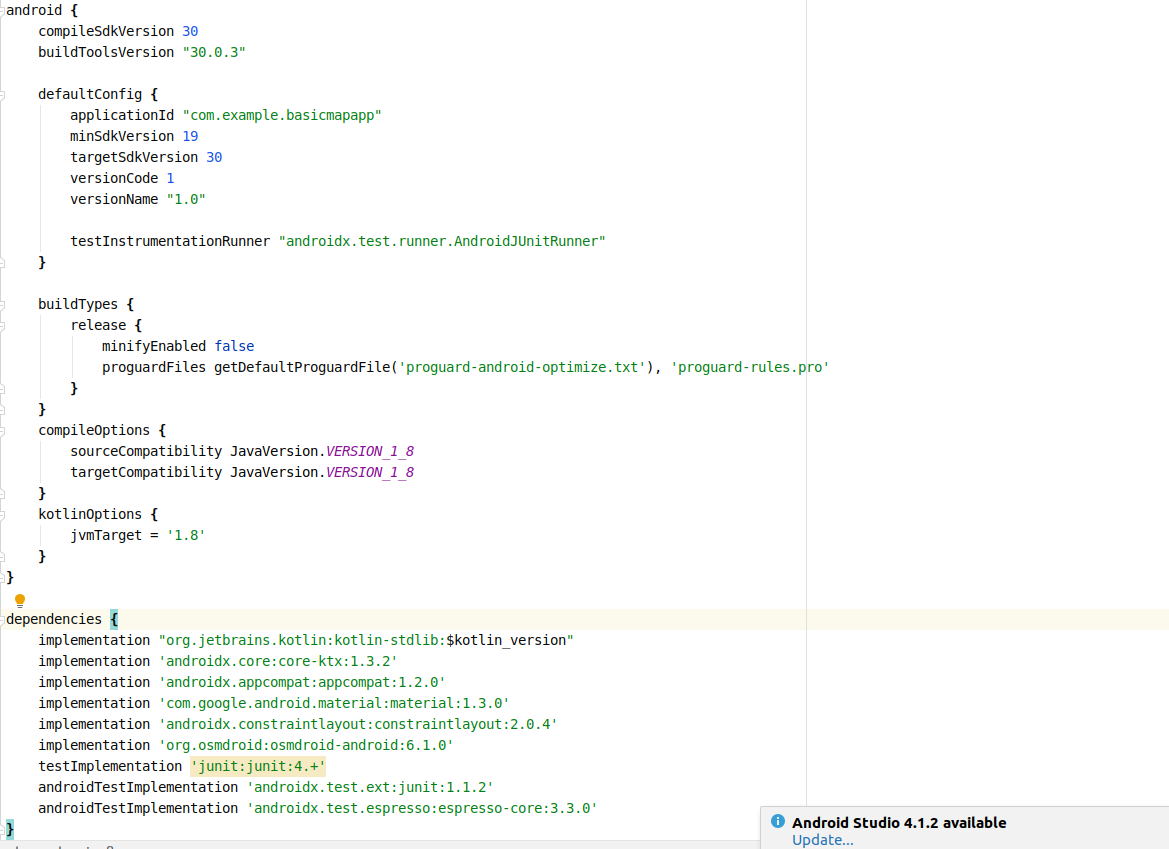 android {
    compileSdkVersion 30
    buildToolsVersion "30.0.3"

    defaultConfig {
        applicationId "com.example.basicmapapp"
        minSdkVersion 19
        targetSdkVersion 30
        versionCode 1
        versionName "1.0"

        testInstrumentationRunner "androidx.test.runner.AndroidJUnitRunner"
    }

    buildTypes {
        release {
            minifyEnabled false
            proguardFiles getDefaultProguardFile('proguard-android-optimize.txt'), 'proguard-rules.pro'
        }
    }
    compileOptions {
        sourceCompatibility JavaVersion.VERSION_1_8
        targetCompatibility JavaVersion.VERSION_1_8
    }
    kotlinOptions {
        jvmTarget = '1.8'
    }
}

dependencies {
    implementation "org.jetbrains.kotlin:kotlin-stdlib:$kotlin_version"
    implementation 'androidx.core:core-ktx:1.3.2'
    implementation 'androidx.appcompat:appcompat:1.2.0'
    implementation 'com.google.android.material:material:1.3.0'
    implementation 'androidx.constraintlayout:constraintlayout:2.0.4'
    implementation 'org.osmdroid:osmdroid-android:6.1.0'
    testImplementation 'junit:junit:4.+'
    androidTestImplementation 'androidx.test.ext:junit:1.1.2'
    androidTestImplementation 'androidx.test.espresso:espresso-core:3.3.0'
}
Android Studio 4.1.2 available
Update...